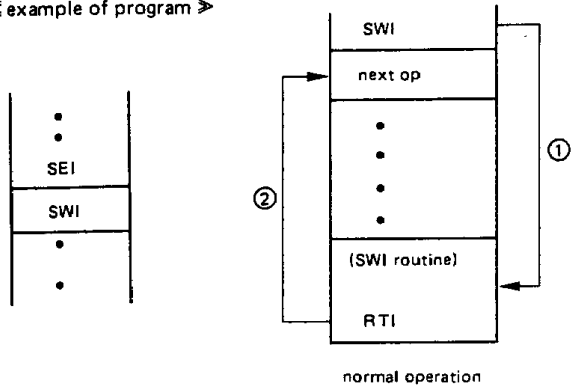 example of program ≫
SEI
SWI
SWI
next op
①
②
(SWI routine)
RTI
normal operation